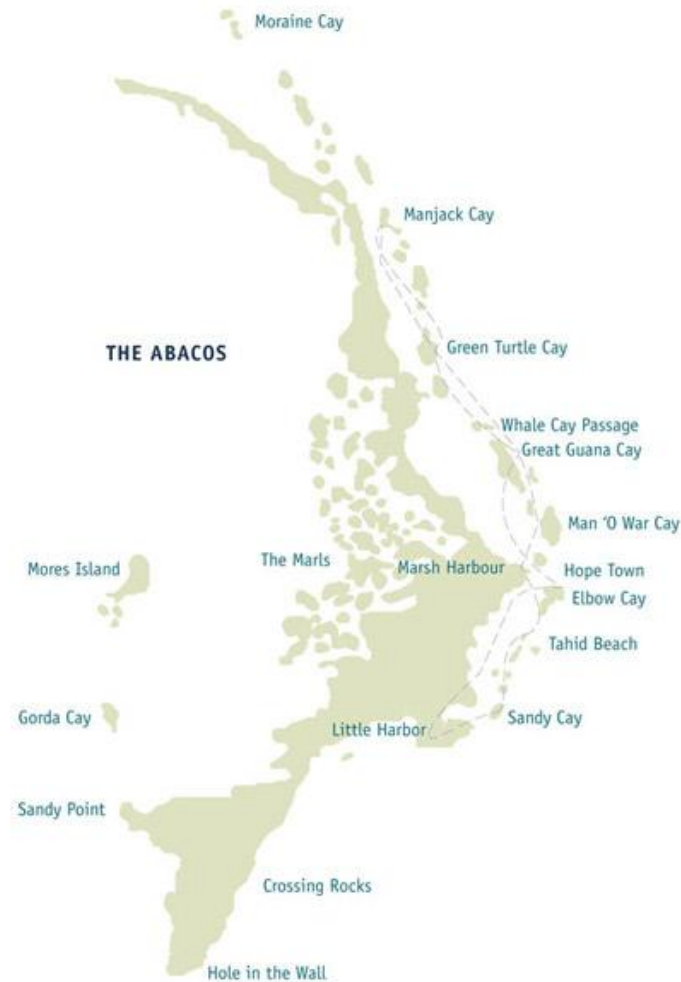 Moraine Cay
Manjack Cay
Green Turtle Cay
THE ABACOS
Whale Cay Passage
Great Guana Cay
Man 'O War Cay
The Marls
Marsh Harbour
Mores Island
Hope Town
Elbow Cay
Tahid Beach
Gorda Cay
Sandy Cay
Little Harbor
Sandy Point
Crossing Rocks
Hole in the Wall